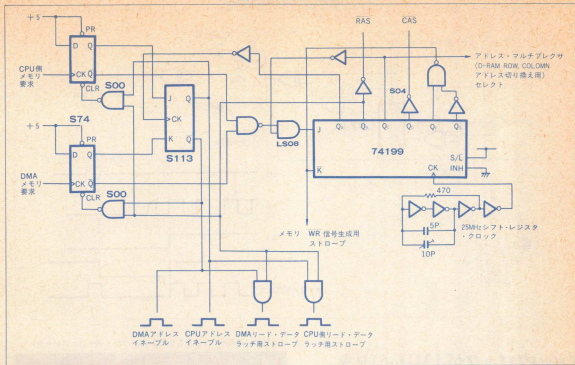 +5
PR
D Q
CPU側
メモリ
要求
CK Q̄
CLR
S00
S74
+5
PR
D Q
DMA
メモリ
要求
CK Q̄
CLR
S00
J Q
CK
K Q̄
S113
LS08
RAS
CAS
S04
アドレス・マルチプレクサ
(D-RAM ROW, COLOMN
アドレス切り換え用)
セレクト
J
K
74199
S/L
INH
CK
470
5P
10P
25MHzシフト・レジスタ
・クロック
メモリ WR 信号生成用
ストローブ
DMAアドレス
イネーブル
CPUアドレス
イネーブル
DMAリード・データ
ラッチ用ストローブ
CPU側リード・データ
ラッチ用ストローブ